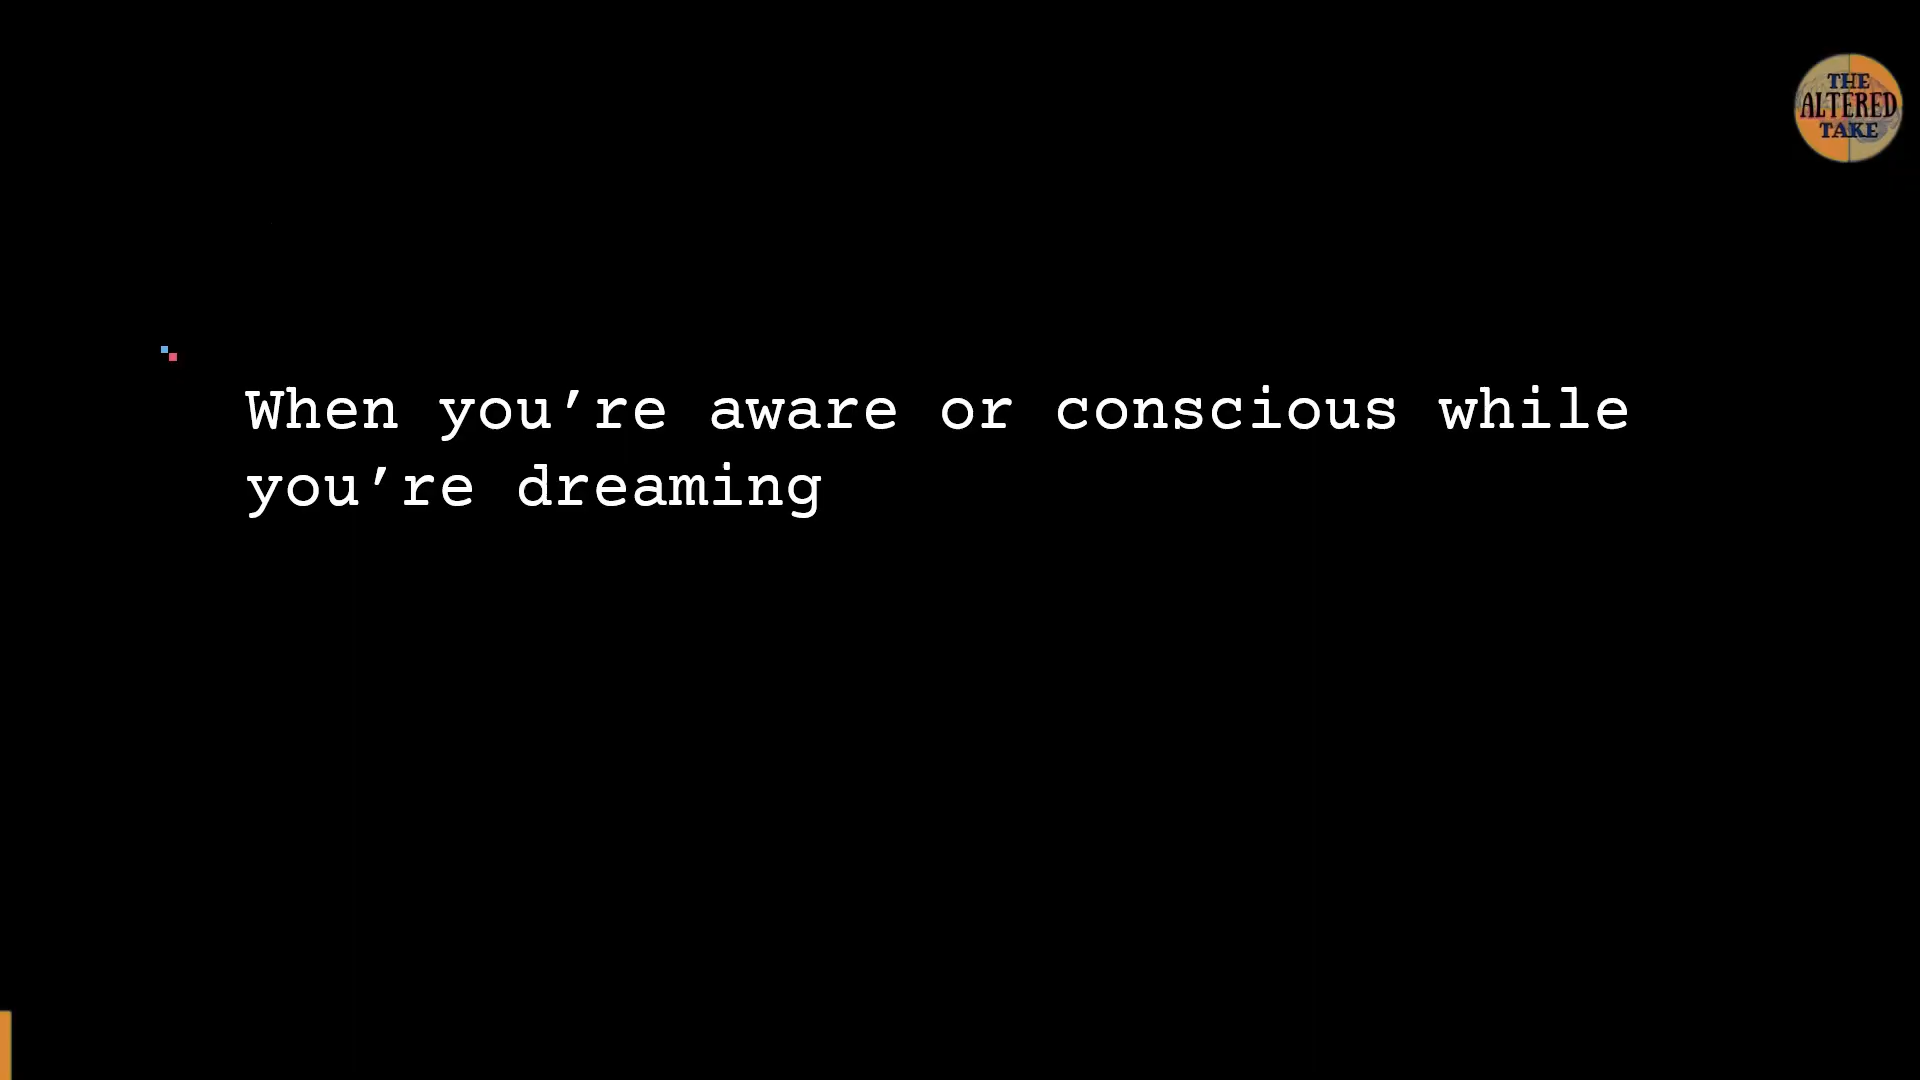 THE
ALTERED
TAKE
When you’re aware or conscious while
you’re dreaming